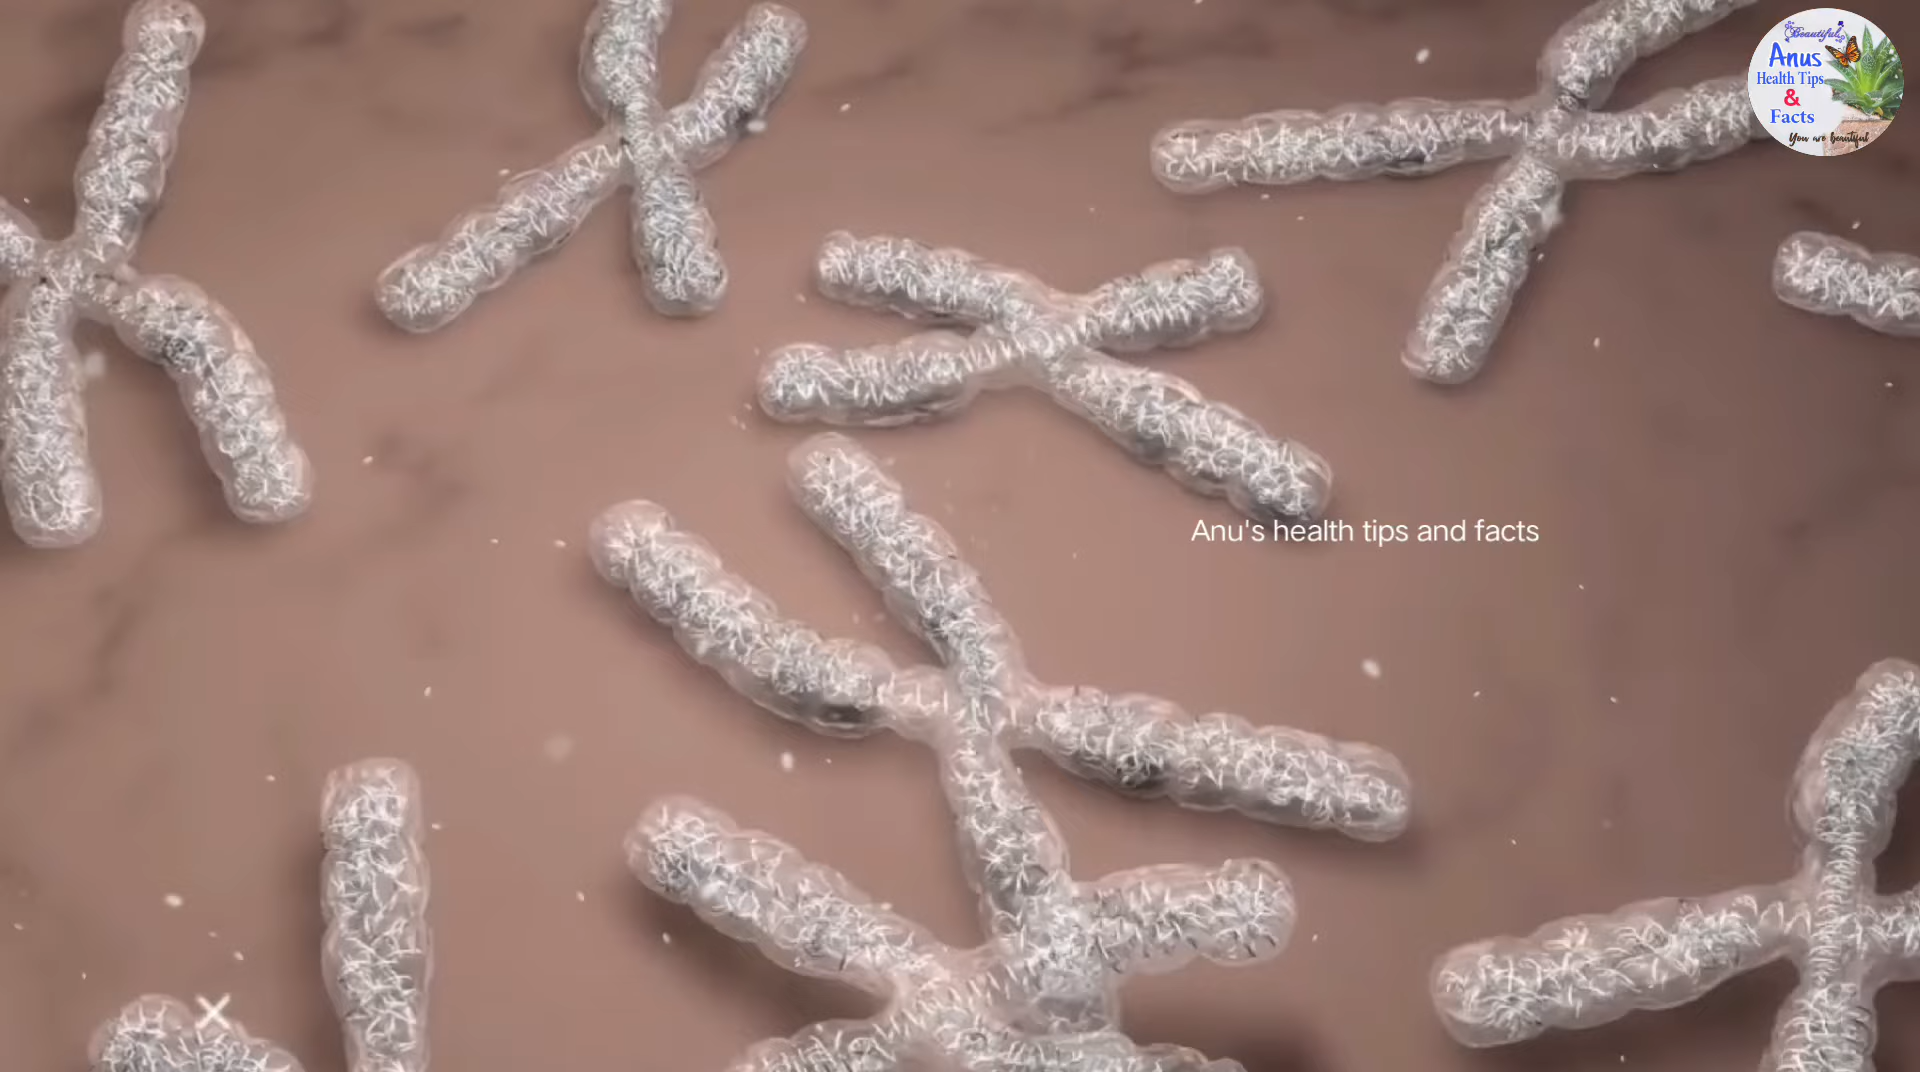 Beautiful
Anus
Health Tips
&
Facts
You are beautiful
Anu's health tips and facts